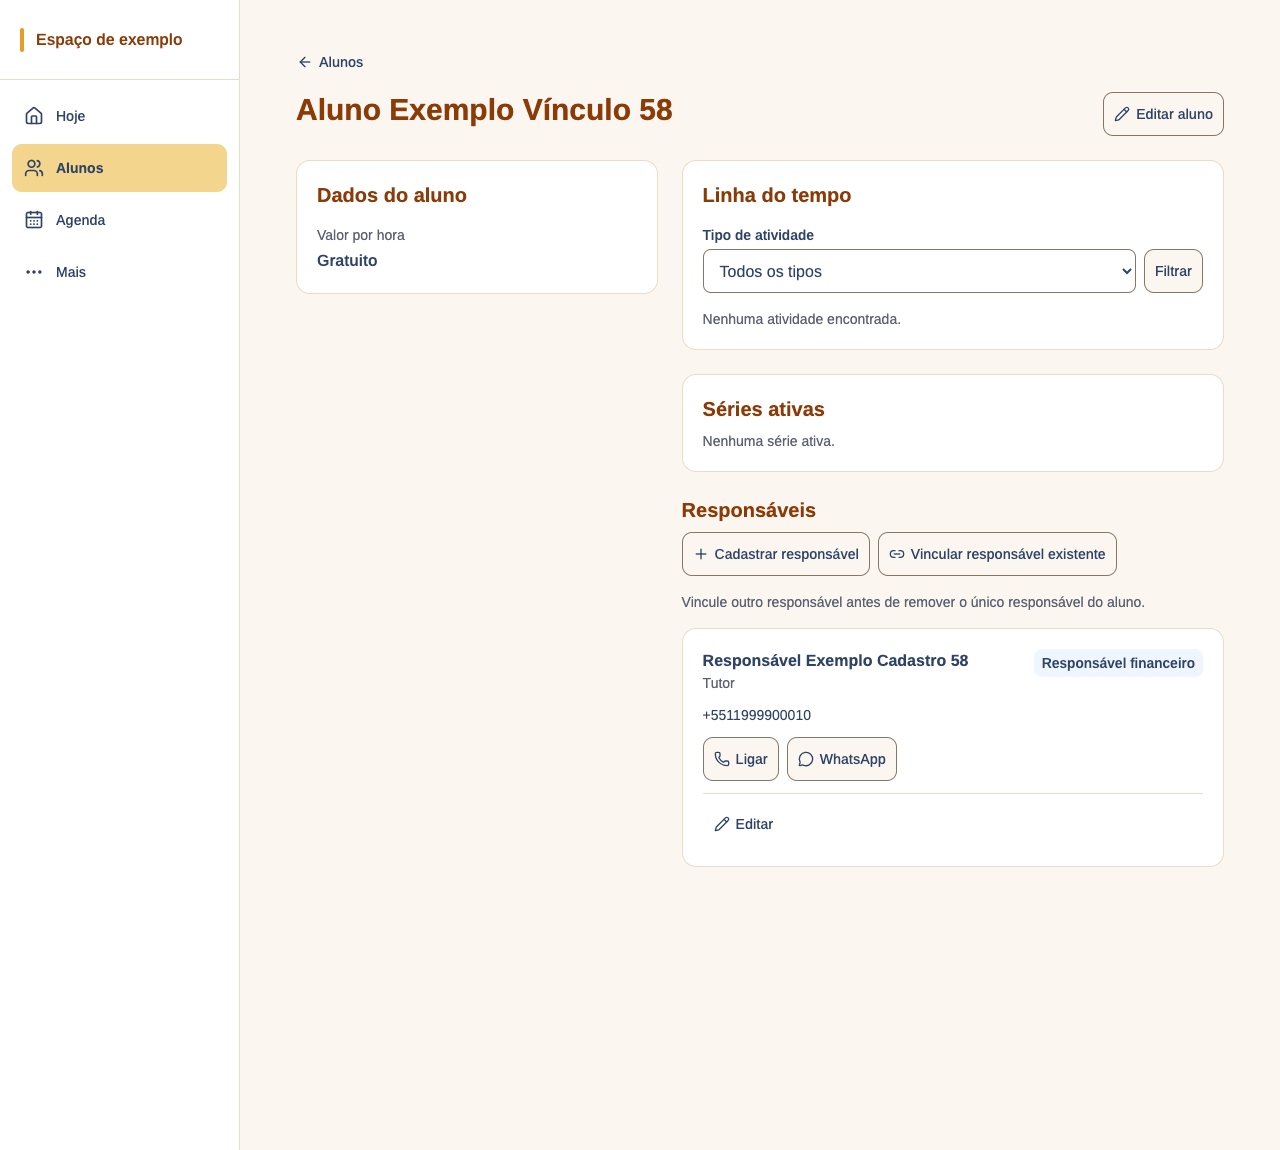 Espaço de exemplo
Hoje
Alunos
Agenda
Mais
Alunos
Aluno Exemplo Vínculo 58
Editar aluno
Dados do aluno
Valor por hora
Gratuito
Linha do tempo
Tipo de atividade
Todos os tipos
Filtrar
Nenhuma atividade encontrada.
Séries ativas
Nenhuma série ativa.
Responsáveis
Cadastrar responsável
Vincular responsável existente
Vincule outro responsável antes de remover o único responsável do aluno.
Responsável Exemplo Cadastro 58
Responsável financeiro
Tutor
+5511999900010
Ligar
WhatsApp
Editar